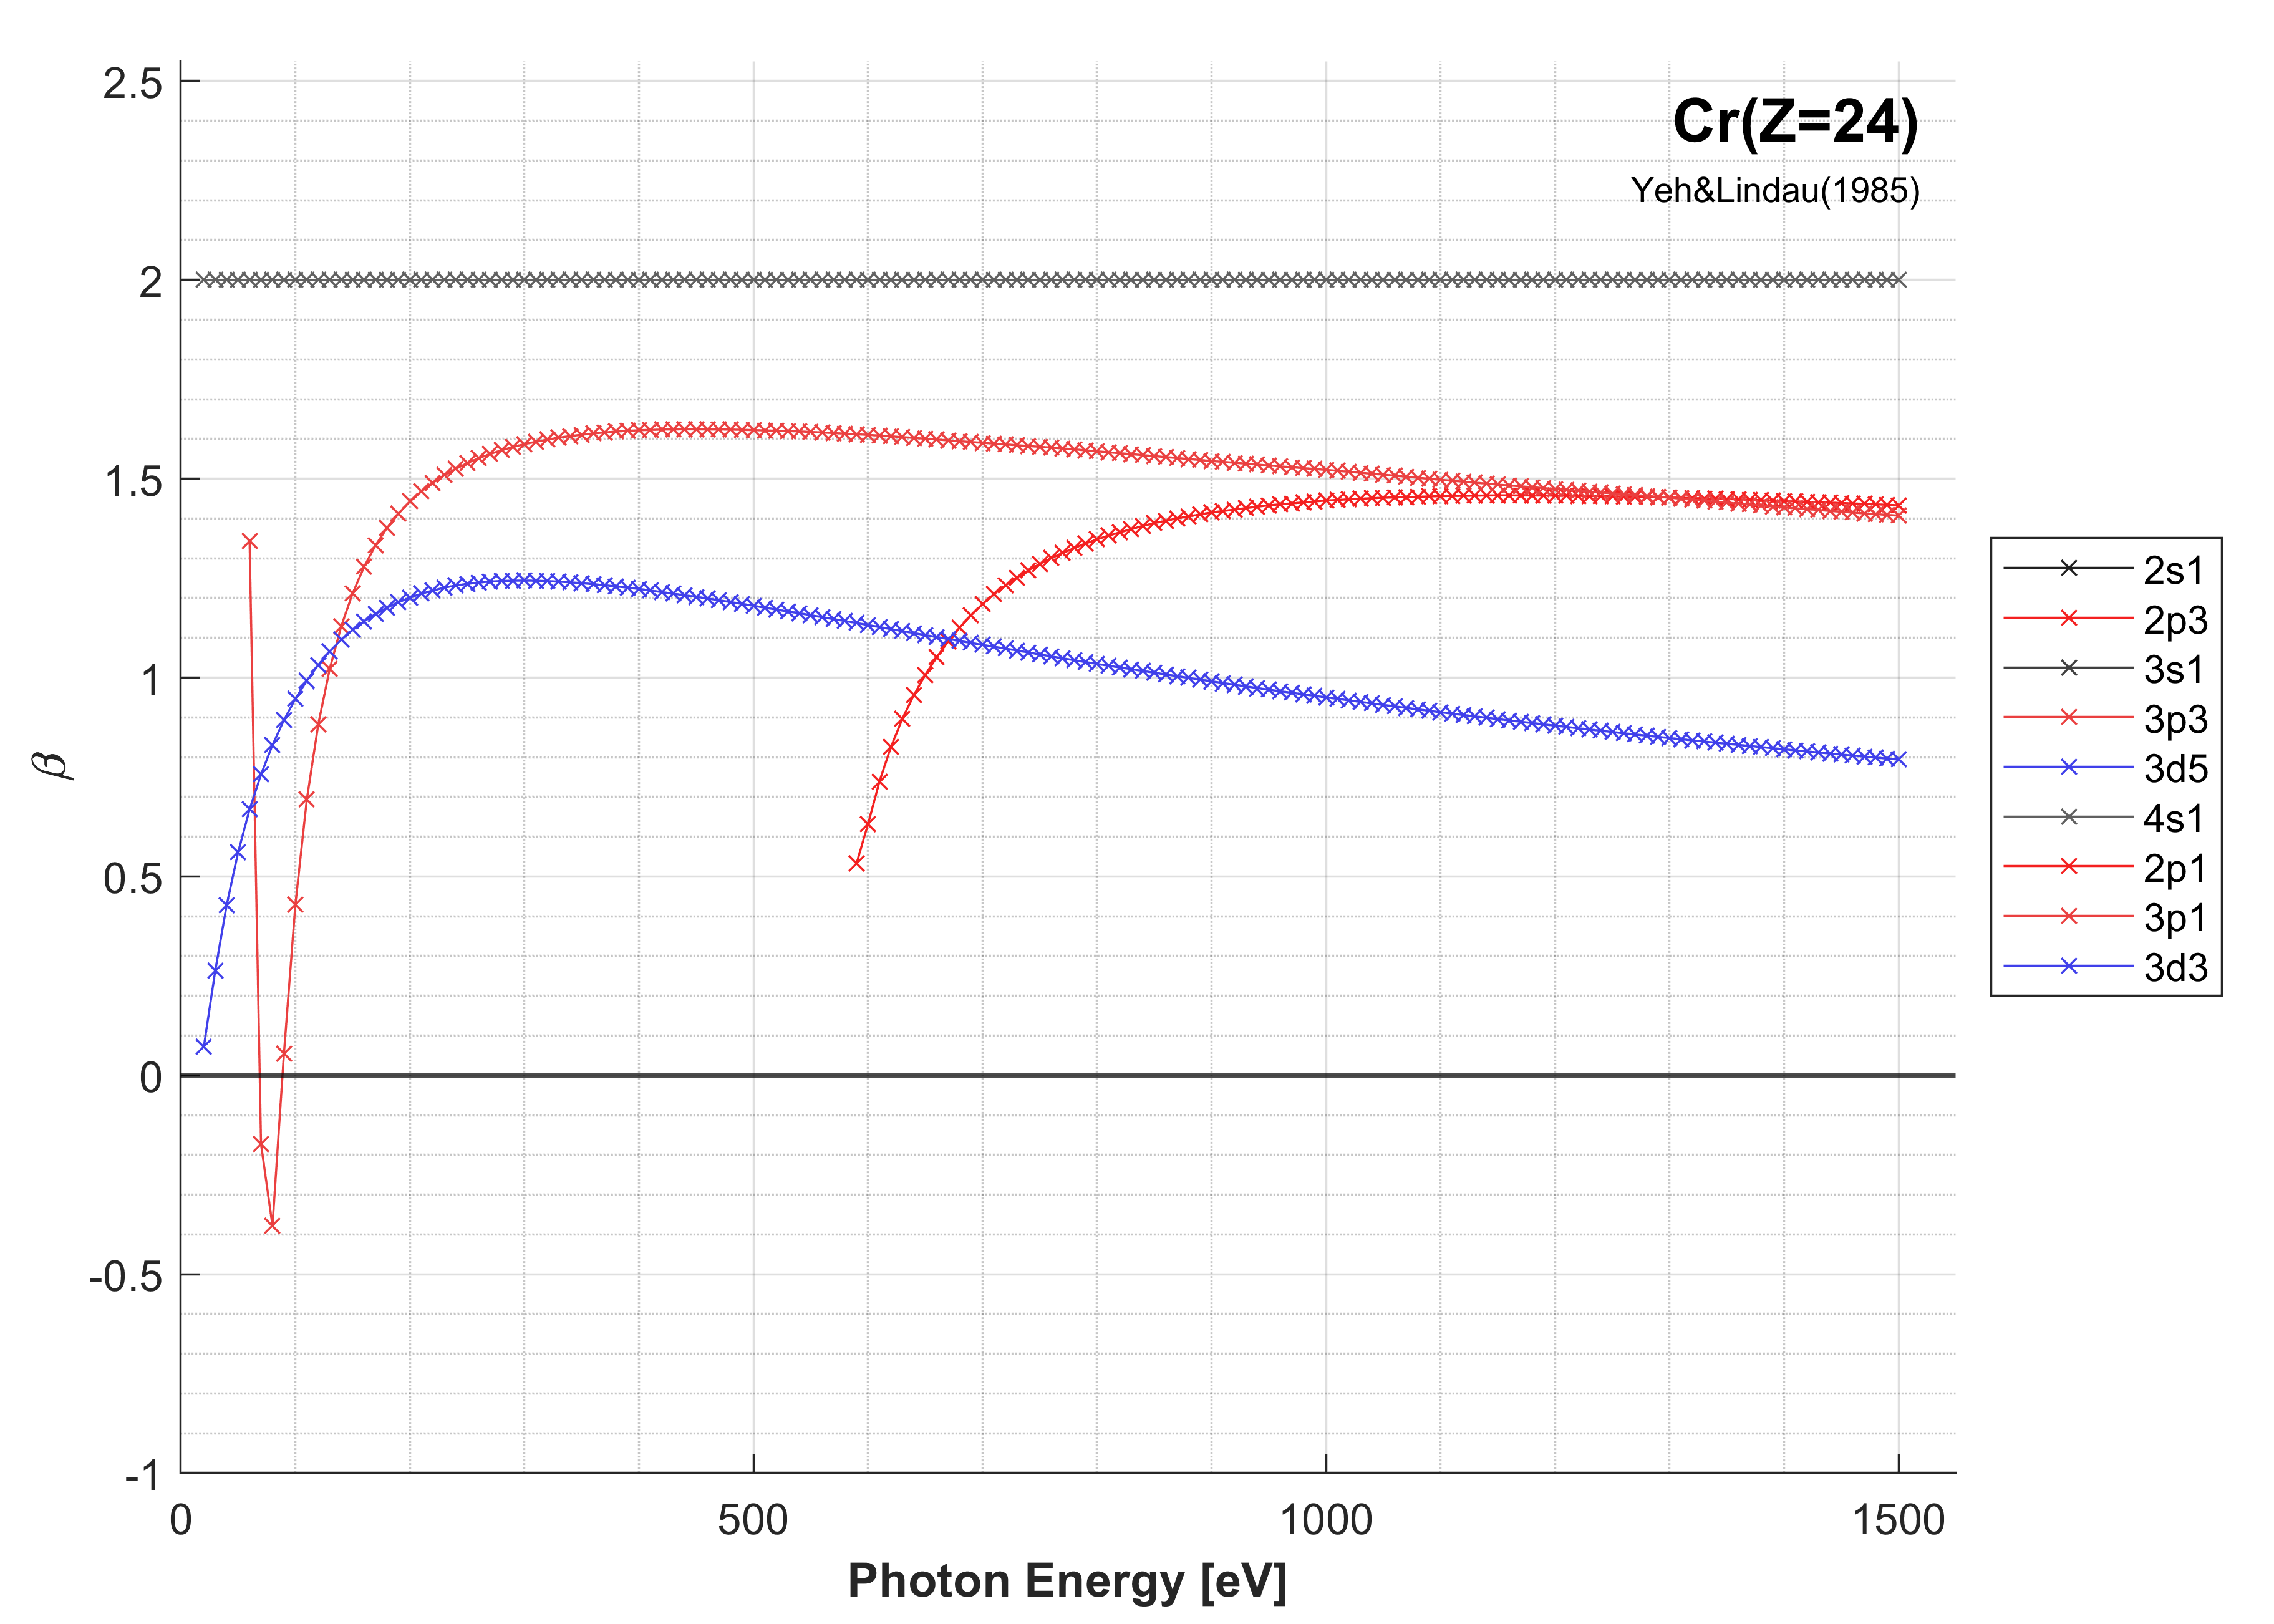 Cr(Z=24)
Yeh&Lindau(1985)
2.5
2
1.5
1
0.5
0
-0.5
-1
β
0 500 1000 1500
Photon Energy [eV]
2s1
2p3
3s1
3p3
3d5
4s1
2p1
3p1
3d3